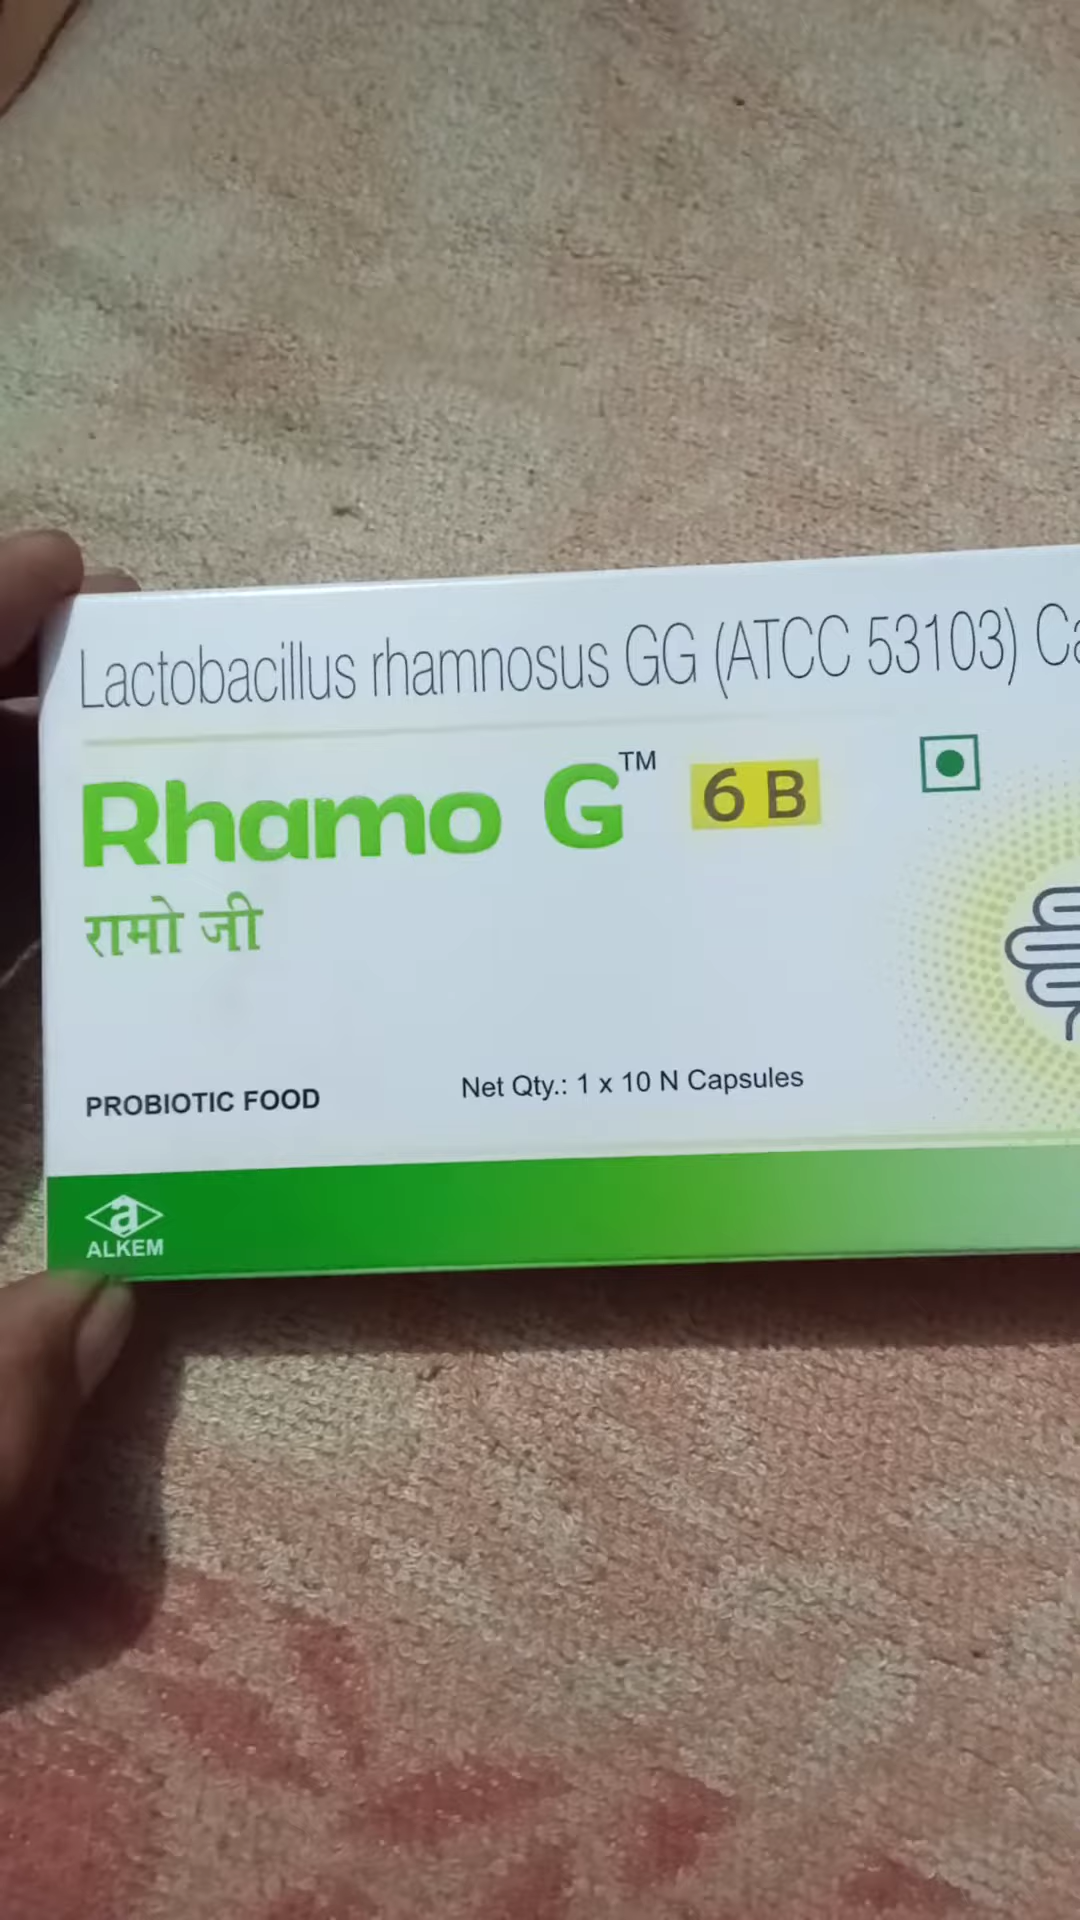 Lactobacillus rhamnosus GG (ATCC 53103)
Rhamo G™ 6 B
रामो जी
PROBIOTIC FOOD
Net Qty.: 1 x 10 N Capsules
a
ALKEM